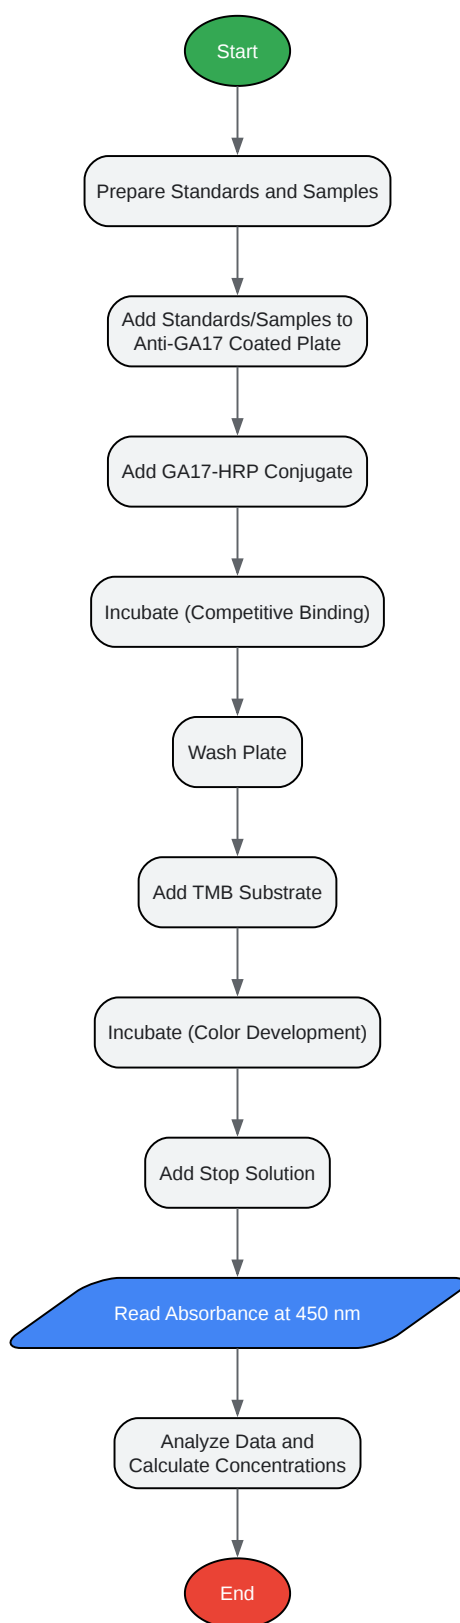 Start
Prepare Standards and Samples
Add Standards/Samples to
Anti-GA17 Coated Plate
Add GA17-HRP Conjugate
Incubate (Competitive Binding)
Wash Plate
Add TMB Substrate
Incubate (Color Development)
Add Stop Solution
Read Absorbance at 450 nm
Analyze Data and
Calculate Concentrations
End